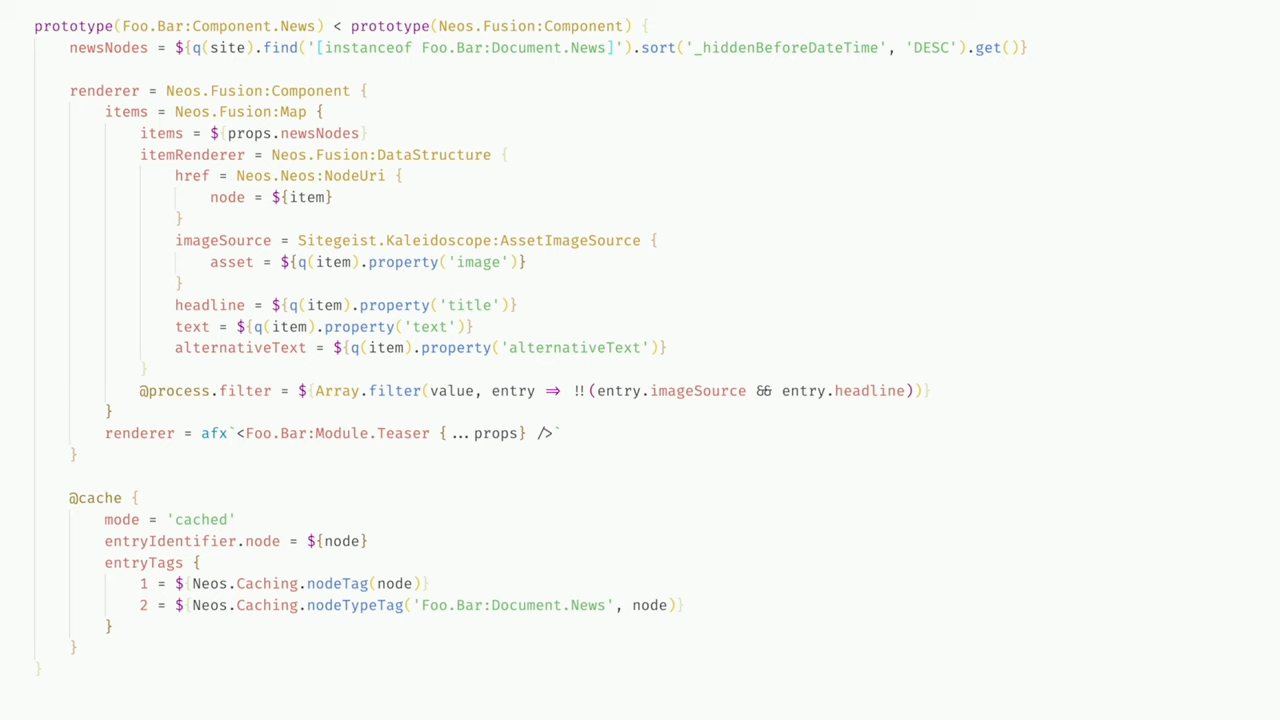 prototype(Foo.Bar:Component.News) < prototype(Neos.Fusion:Component) {
newsNodes = ${q(site).find('[instanceof Foo.Bar:Document.News]').sort('_hiddenBeforeDateTime', 'DESC').get()}
renderer = Neos.Fusion:Component {
items = Neos.Fusion:Map {
items = ${props.newsNodes}
itemRenderer = Neos.Fusion:DataStructure {
href = Neos.Neos:NodeUri {
node = ${item}
}
imageSource = Sitegeist.Kaleidoscope:AssetImageSource {
asset = ${q(item).property('image')}
}
headline = ${q(item).property('title')}
text = ${q(item).property('text')}
alternativeText = ${q(item).property('alternativeText')}
}
@process.filter = ${Array.filter(value, entry => !!(entry.imageSource && entry.headline))}
}
renderer = afx`<Foo.Bar:Module.Teaser {...props} />`
}
@cache {
mode = 'cached'
entryIdentifier.node = ${node}
entryTags {
1 = ${Neos.Caching.nodeTag(node)}
2 = ${Neos.Caching.nodeTypeTag('Foo.Bar:Document.News', node)}
}
}
}